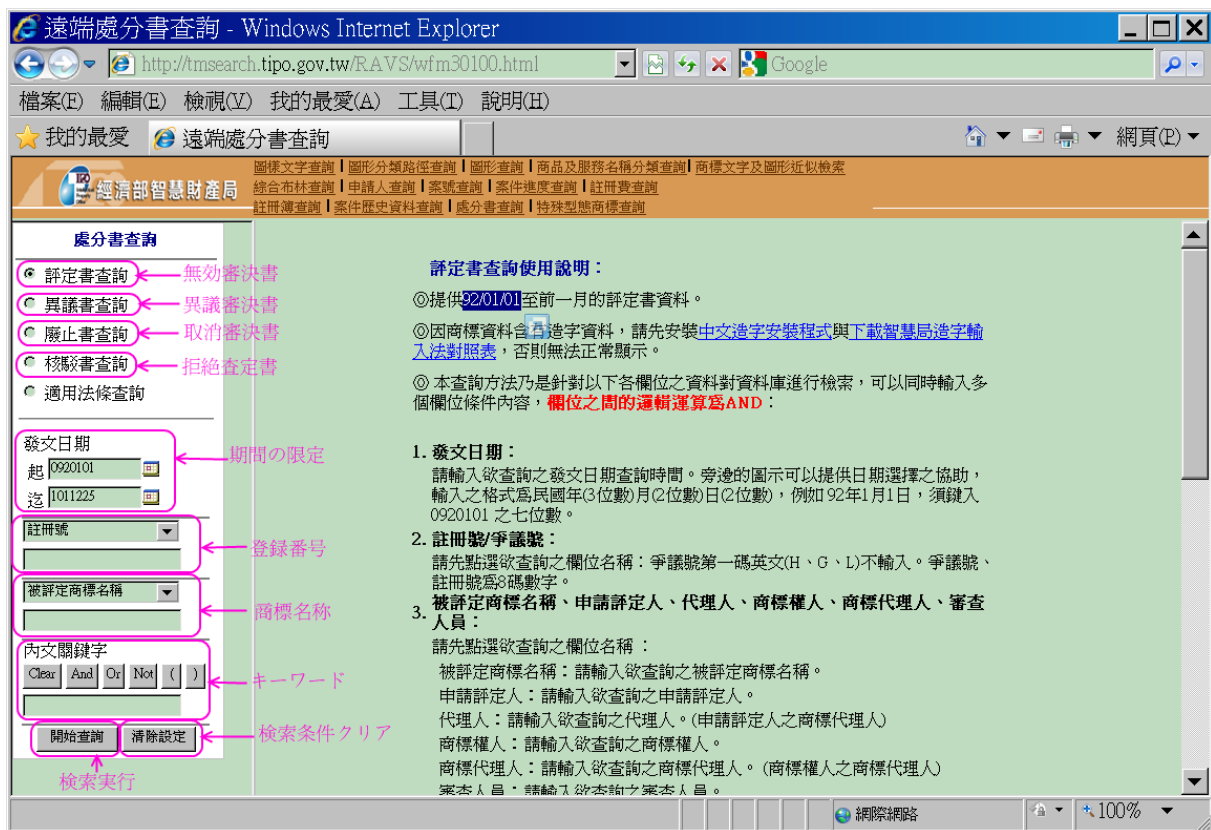 遠端處分書查詢 - Windows Internet Explorer
http://tmsearch.tipo.gov.tw/RAVS/wfm30100.html
Google
檔案(F) 編輯(E) 檢視(V) 我的最愛(A) 工具(T) 說明(H)
我的最愛 遠端處分書查詢 網頁(P)
經濟部智慧財產局
圖樣文字查詢 | 圖形分類路徑查詢 | 圖形查詢 | 商品及服務名稱分類查詢 | 商標文字及圖形近似檢索
綜合布林查詢 | 申請人查詢 | 案號查詢 | 案件進度查詢 | 註冊費查詢
註冊簿查詢 | 案件歷史資料查詢 | 處分書查詢 | 特殊型態商標查詢
處分書查詢
評定書查詢 無効審決書
異議書查詢 異議審決書
廢止書查詢 取消審決書
核駁書查詢 拒絶査定書
適用法條查詢
發文日期
起 0920101
迄 1011225
期間の限定
註冊號
登録番号
被評定商標名稱
商標名称
內文關鍵字
Clear And Or Not ( )
キーワード
開始查詢 清除設定
検索条件クリア
検索実行
評定書查詢使用說明：
◎提供92/01/01至前一月的評定書資料。
◎因商標資料含有造字資料，請先安裝中文造字安裝程式與下載智慧局造字輸
入法對照表，否則無法正常顯示。
◎ 本查詢方法乃是針對以下各欄位之資料對資料庫進行檢索，可以同時輸入多
個欄位條件內容，欄位之間的邏輯運算為AND：
1. 發文日期：
請輸入欲查詢之發文日期查詢時間。旁邊的圖示可以提供日期選擇之協助，
輸入之格式為民國年(3位數)月(2位數)日(2位數)，例如 92年1月1日，須鍵入
0920101 之七位數。
2. 註冊號/爭議號：
請先點選欲查詢之欄位名稱：爭議號第一碼英文(H、G、L)不輸入。爭議號、
註冊號為8碼數字。
3. 被評定商標名稱、申請評定人、代理人、商標權人、商標代理人、審查
人員：
請先點選欲查詢之欄位名稱 ：
被評定商標名稱：請輸入欲查詢之被評定商標名稱。
申請評定人：請輸入欲查詢之申請評定人。
代理人：請輸入欲查詢之代理人。(申請評定人之商標代理人)
商標權人：請輸入欲查詢之商標權人。
商標代理人：請輸入欲查詢之商標代理人。 (商標權人之商標代理人)
審查人員：請輸入欲查詢之審查人員。
網際網路 100%